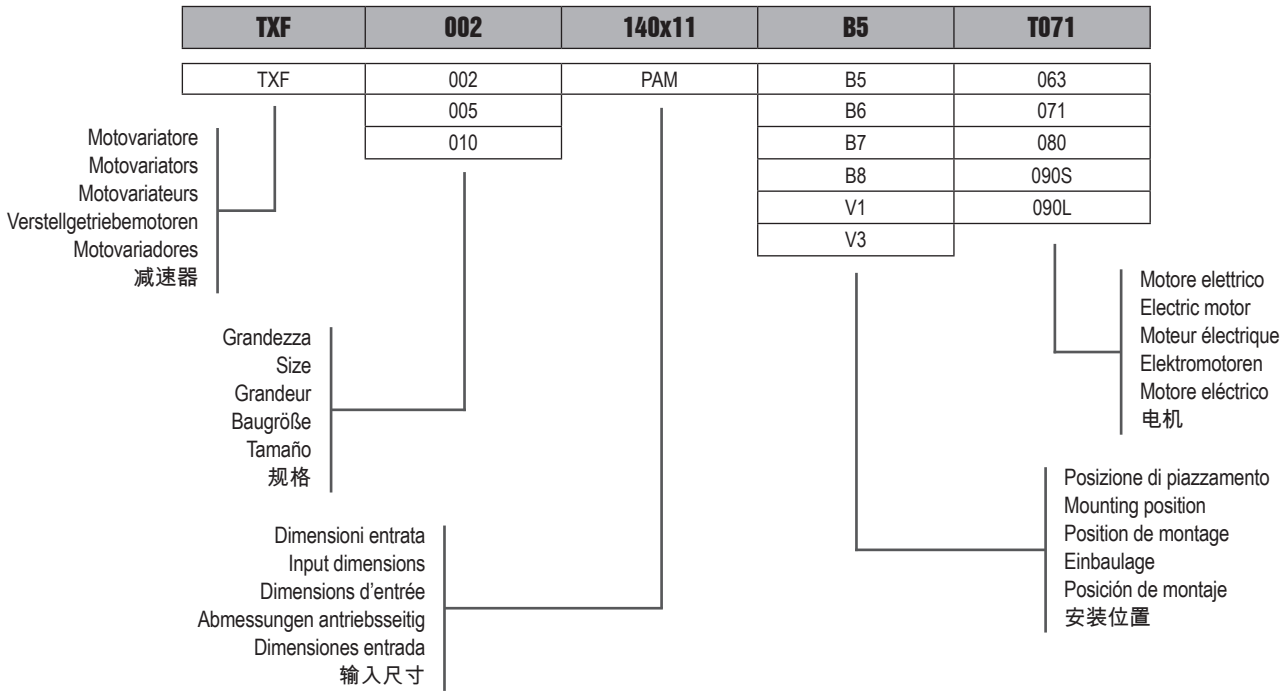 TXF 002 140x11 B5 T071
TXF 002 PAM B5 063
005 B6 071
010 B7 080
B8 090S
V1 090L
V3
Motovariatore
Motovariators
Motovariateurs
Verstellgetriebemotoren
Motovariadores
减速器
Grandezza
Size
Grandeur
Baugröße
Tamaño
规格
Dimensioni entrata
Input dimensions
Dimensions d’entrée
Abmessungen antriebsseitig
Dimensiones entrada
输入尺寸
Motore elettrico
Electric motor
Moteur électrique
Elektromotoren
Motore eléctrico
电机
Posizione di piazzamento
Mounting position
Position de montage
Einbaulage
Posición de montaje
安装位置